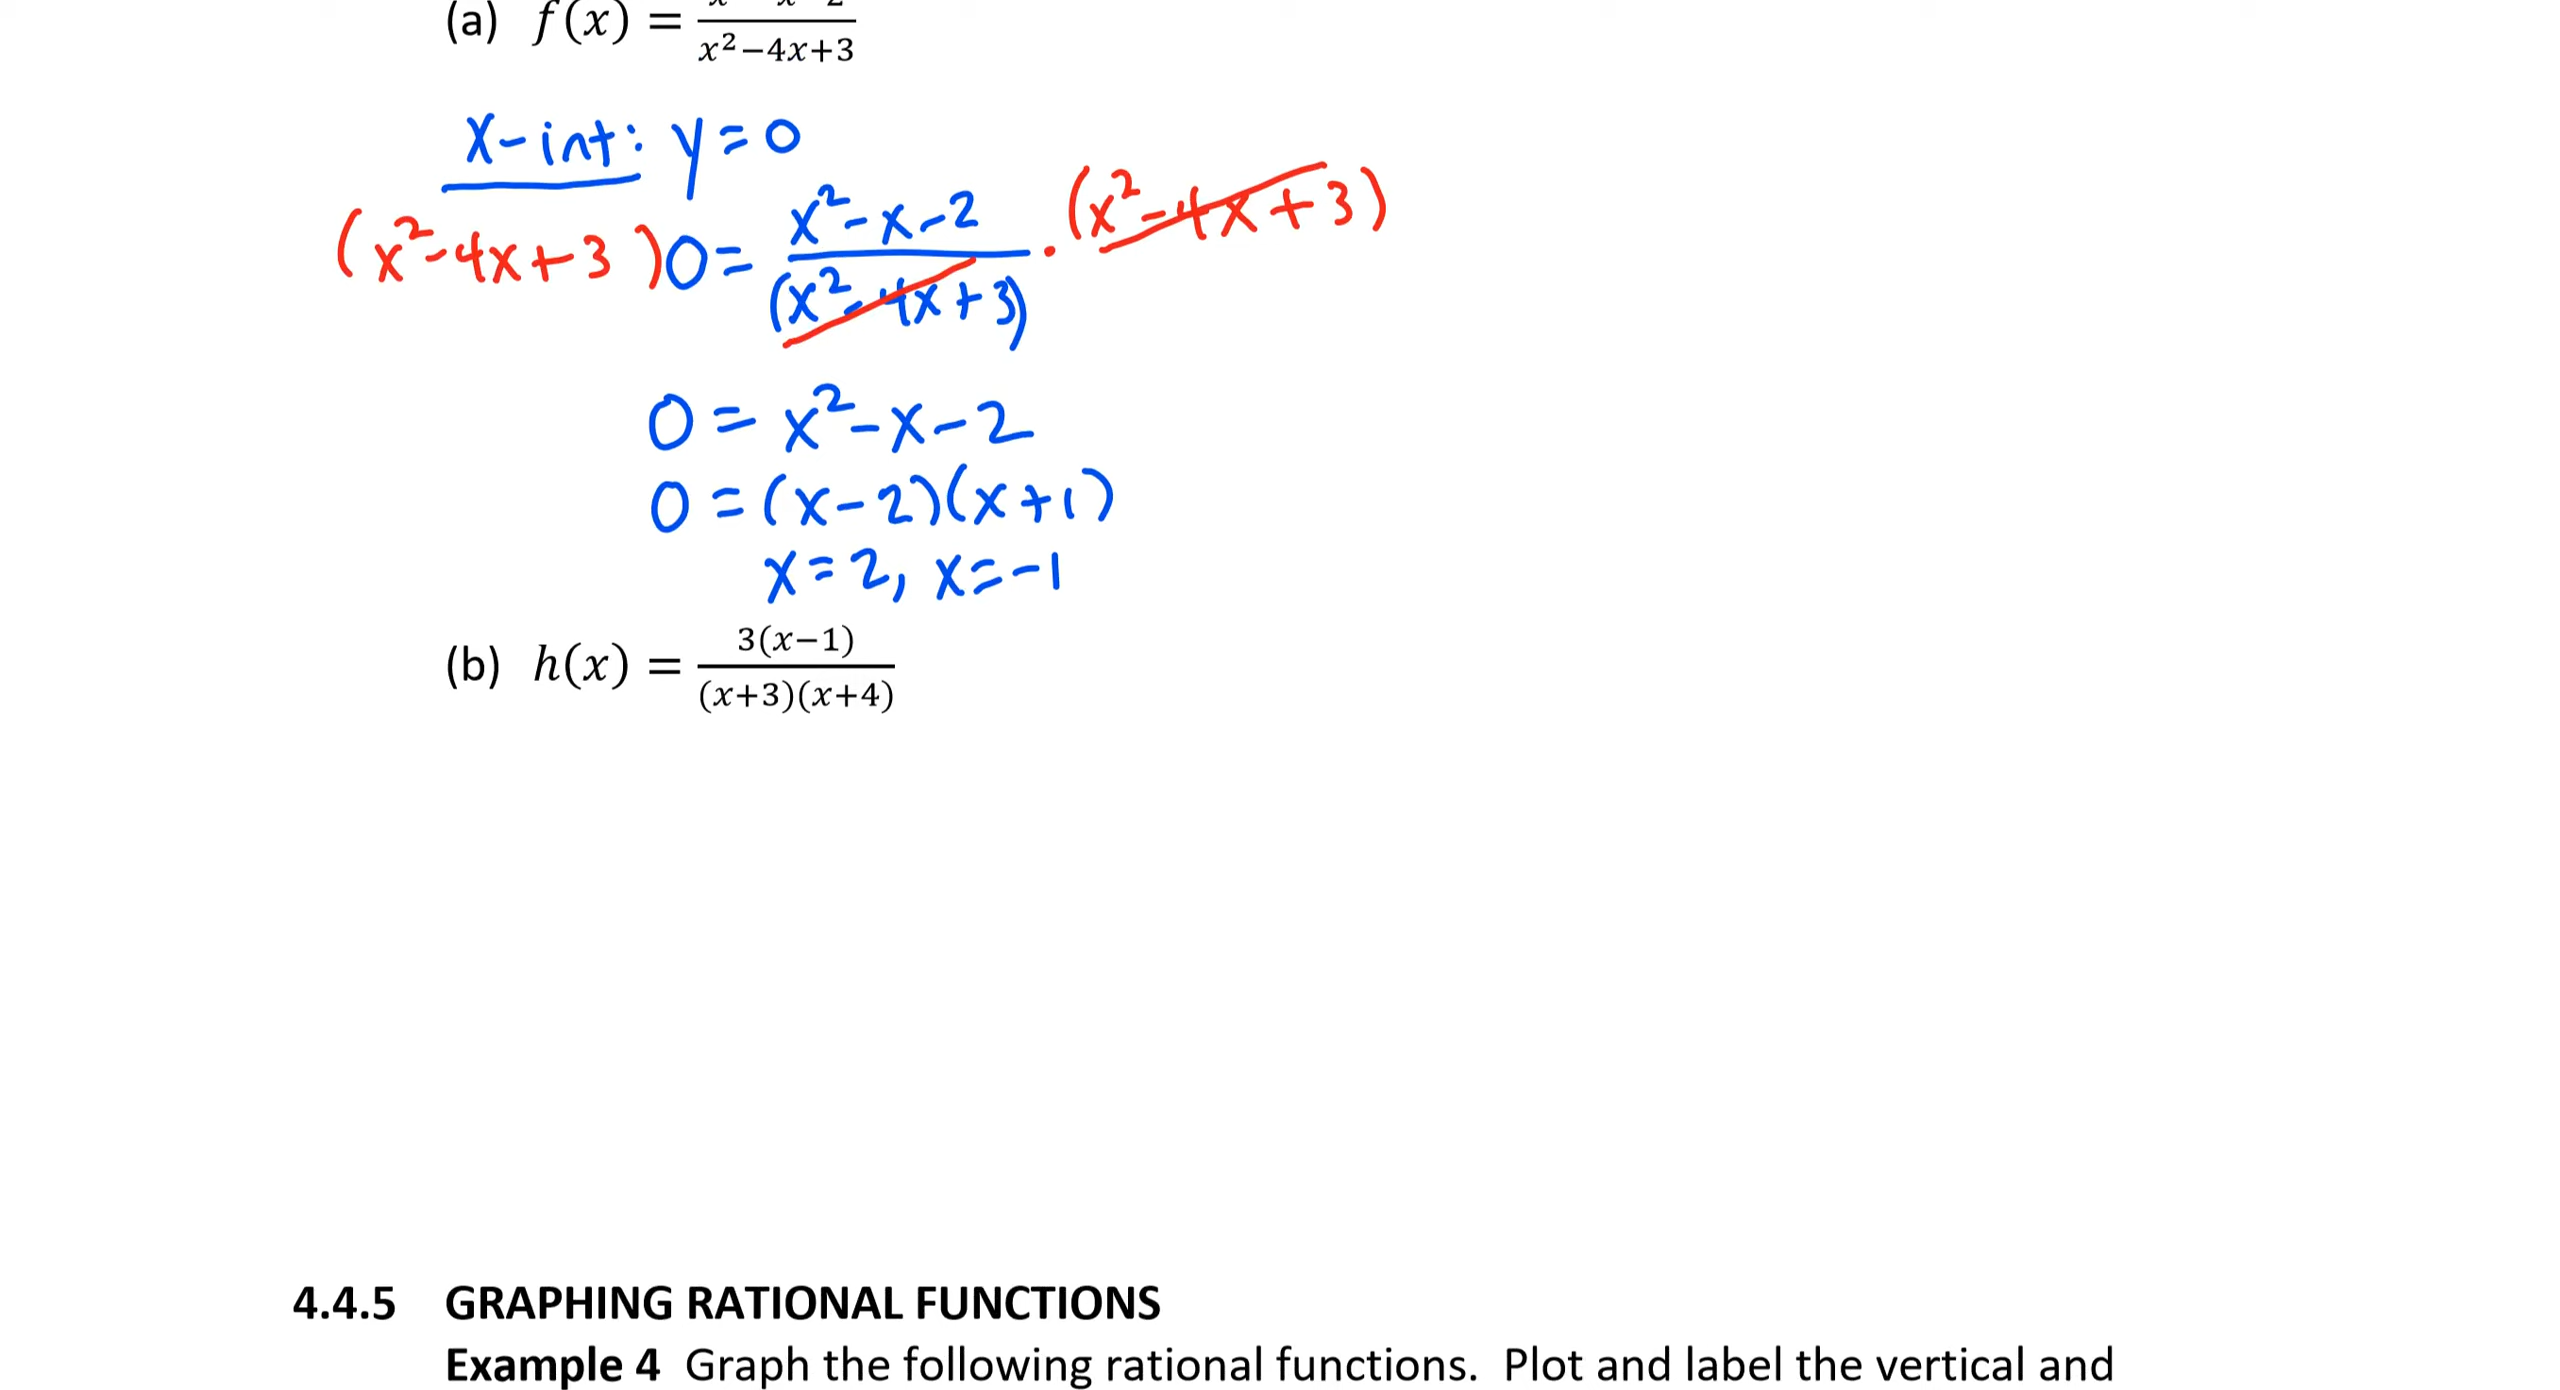 (a) f(x) = x²−x−2 / x²−4x+3
x-int: y=0
(x²-4x+3)0 = x²-x-2 / (x²-4x+3) · (x²-4x+3)
0 = x²-x-2
0 = (x-2)(x+1)
x=2, x=-1
(b) h(x) = 3(x−1) / (x+3)(x+4)
4.4.5 GRAPHING RATIONAL FUNCTIONS
Example 4 Graph the following rational functions. Plot and label the vertical and